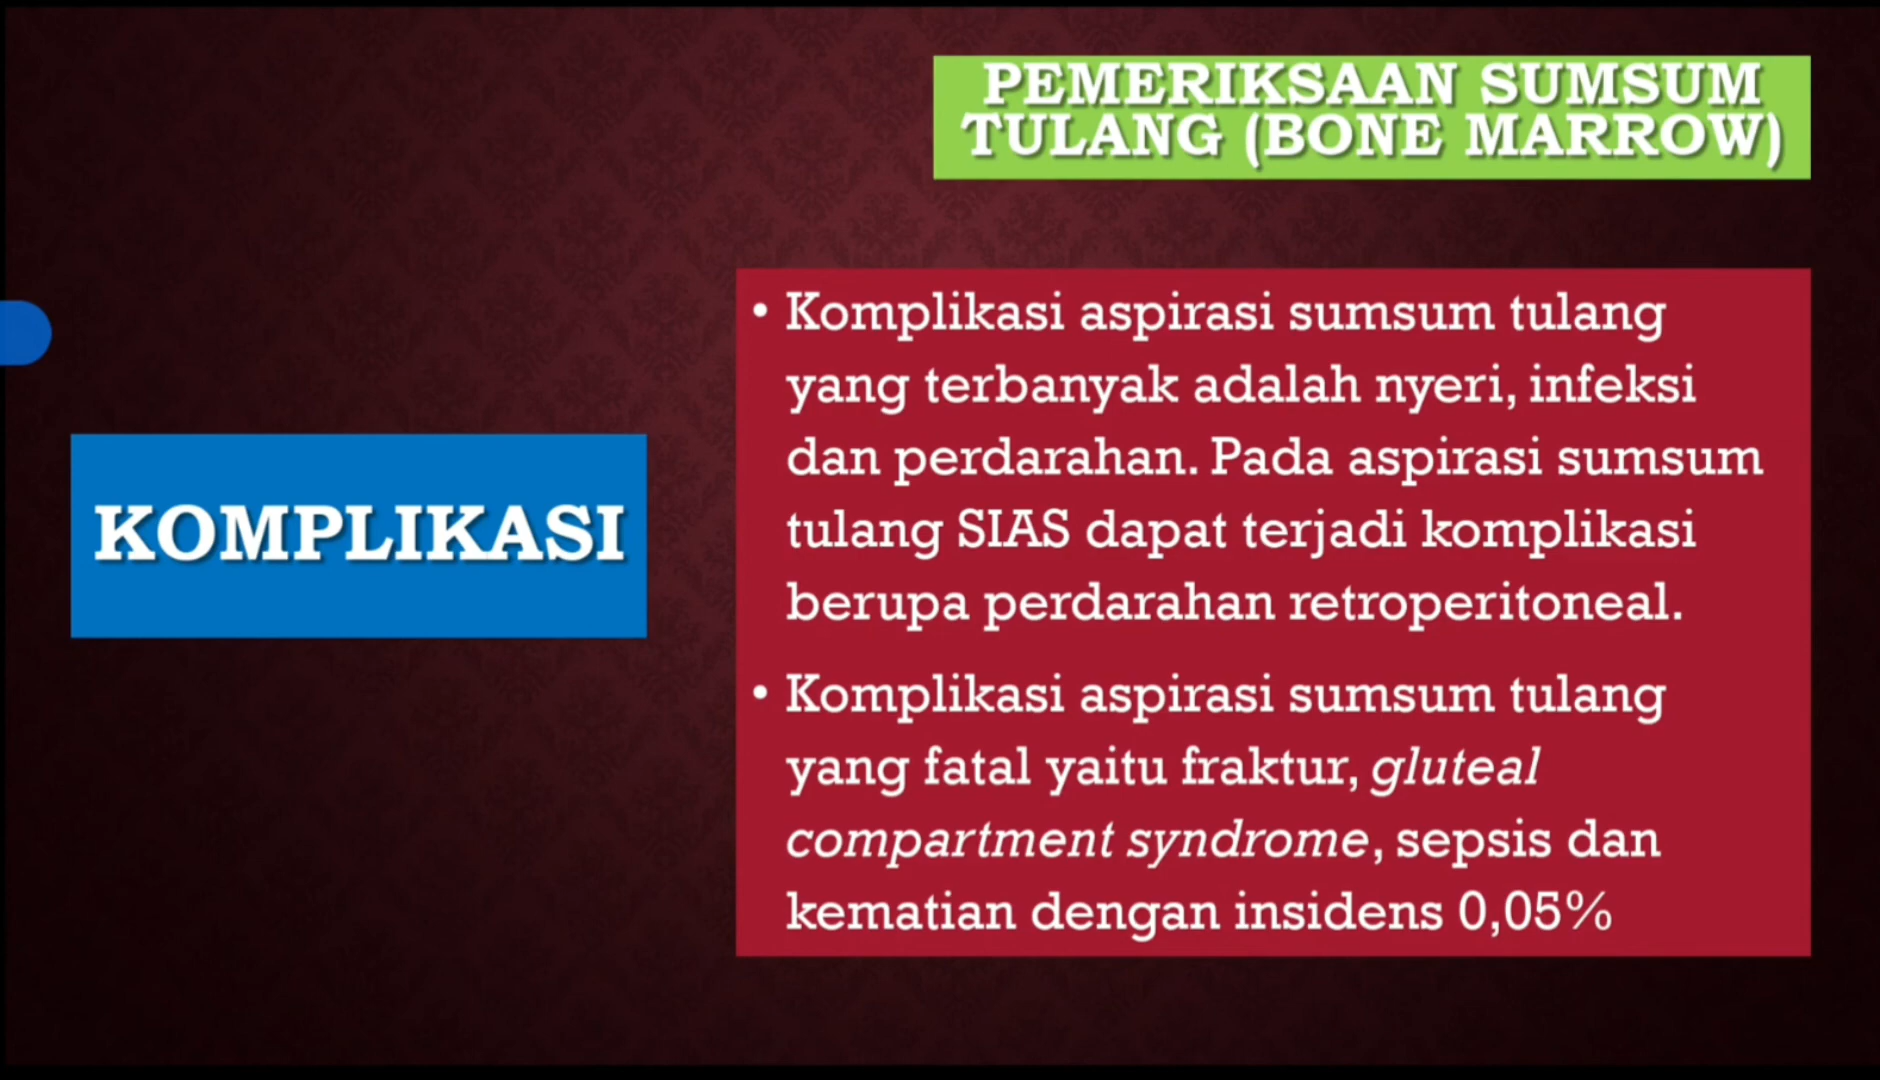 PEMERIKSAAN SUMSUM
TULANG (BONE MARROW)
KOMPLIKASI
• Komplikasi aspirasi sumsum tulang
yang terbanyak adalah nyeri, infeksi
dan perdarahan. Pada aspirasi sumsum
tulang SIAS dapat terjadi komplikasi
berupa perdarahan retroperitoneal.
• Komplikasi aspirasi sumsum tulang
yang fatal yaitu fraktur, gluteal
compartment syndrome, sepsis dan
kematian dengan insidens 0,05%